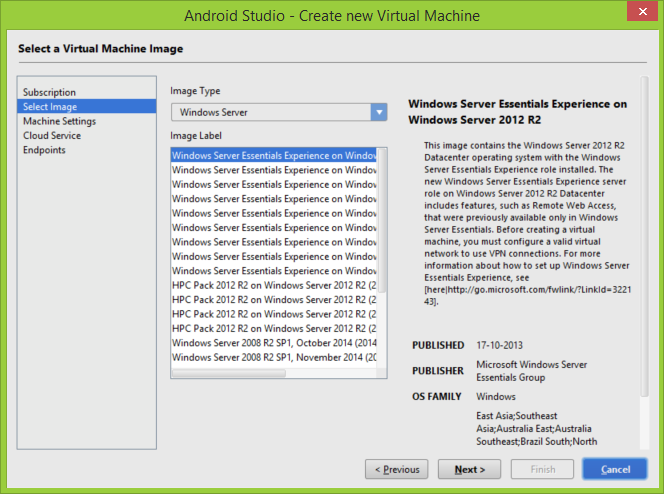 Android Studio - Create new Virtual Machine
Select a Virtual Machine Image
Subscription
Select Image
Machine Settings
Cloud Service
Endpoints
Image Type
Windows Server
Image Label
Windows Server Essentials Experience on Window
Windows Server Essentials Experience on Window
Windows Server Essentials Experience on Window
Windows Server Essentials Experience on Window
Windows Server Essentials Experience on Window
Windows Server Essentials Experience on Window
Windows Server Essentials Experience on Window
Windows Server Essentials Experience on Window
Windows Server Essentials Experience on Window
HPC Pack 2012 R2 on Windows Server 2012 R2 (2
HPC Pack 2012 R2 on Windows Server 2012 R2 (2
HPC Pack 2012 R2 on Windows Server 2012 R2 (2
HPC Pack 2012 R2 on Windows Server 2012 R2 (2
Windows Server 2008 R2 SP1, October 2014 (2014
Windows Server 2008 R2 SP1, November 2014 (20
Windows Server Essentials Experience on
Windows Server 2012 R2
This image contains the Windows Server 2012 R2
Datacenter operating system with the Windows
Server Essentials Experience role installed. The
new Windows Server Essentials Experience server
role on Windows Server 2012 R2 Datacenter
includes features, such as Remote Web Access,
that were previously available only in Windows
Server Essentials. Before creating a virtual
machine, you must configure a valid virtual
network to use VPN connections. For more
information about how to set up Windows Server
Essentials Experience, see
[here|http://go.microsoft.com/fwlink/?LinkId=3221
43].
PUBLISHED 17-10-2013
PUBLISHER Microsoft Windows Server
Essentials Group
OS FAMILY Windows
East Asia;Southeast
Asia;Australia East;Australia
Southeast;Brazil South;North
< Previous
Next >
Finish
Cancel